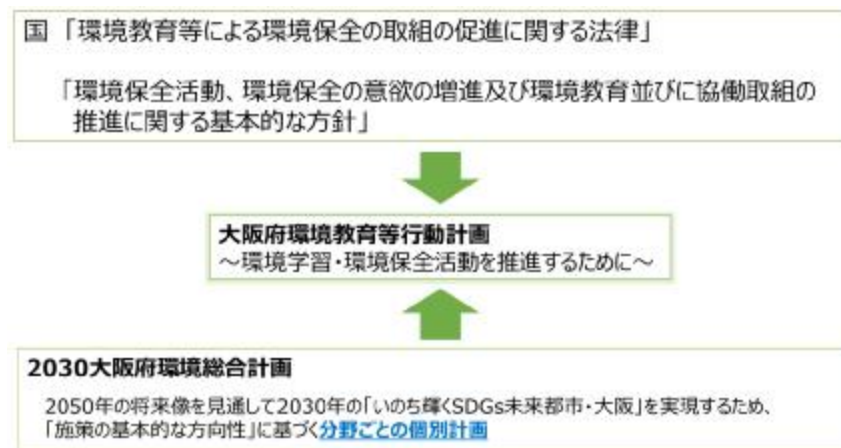 国「環境教育等による環境保全の取組の促進に関する法律」
「環境保全活動、環境保全の意欲の増進及び環境教育並びに協働取組の
推進に関する基本的な方針」
大阪府環境教育等行動計画
～環境学習・環境保全活動を推進するために～
2030大阪府環境総合計画
2050年の将来像を見通して2030年の「いのち輝くSDGs未来都市・大阪」を実現するため、
「施策の基本的な方向性」に基づく分野ごとの個別計画